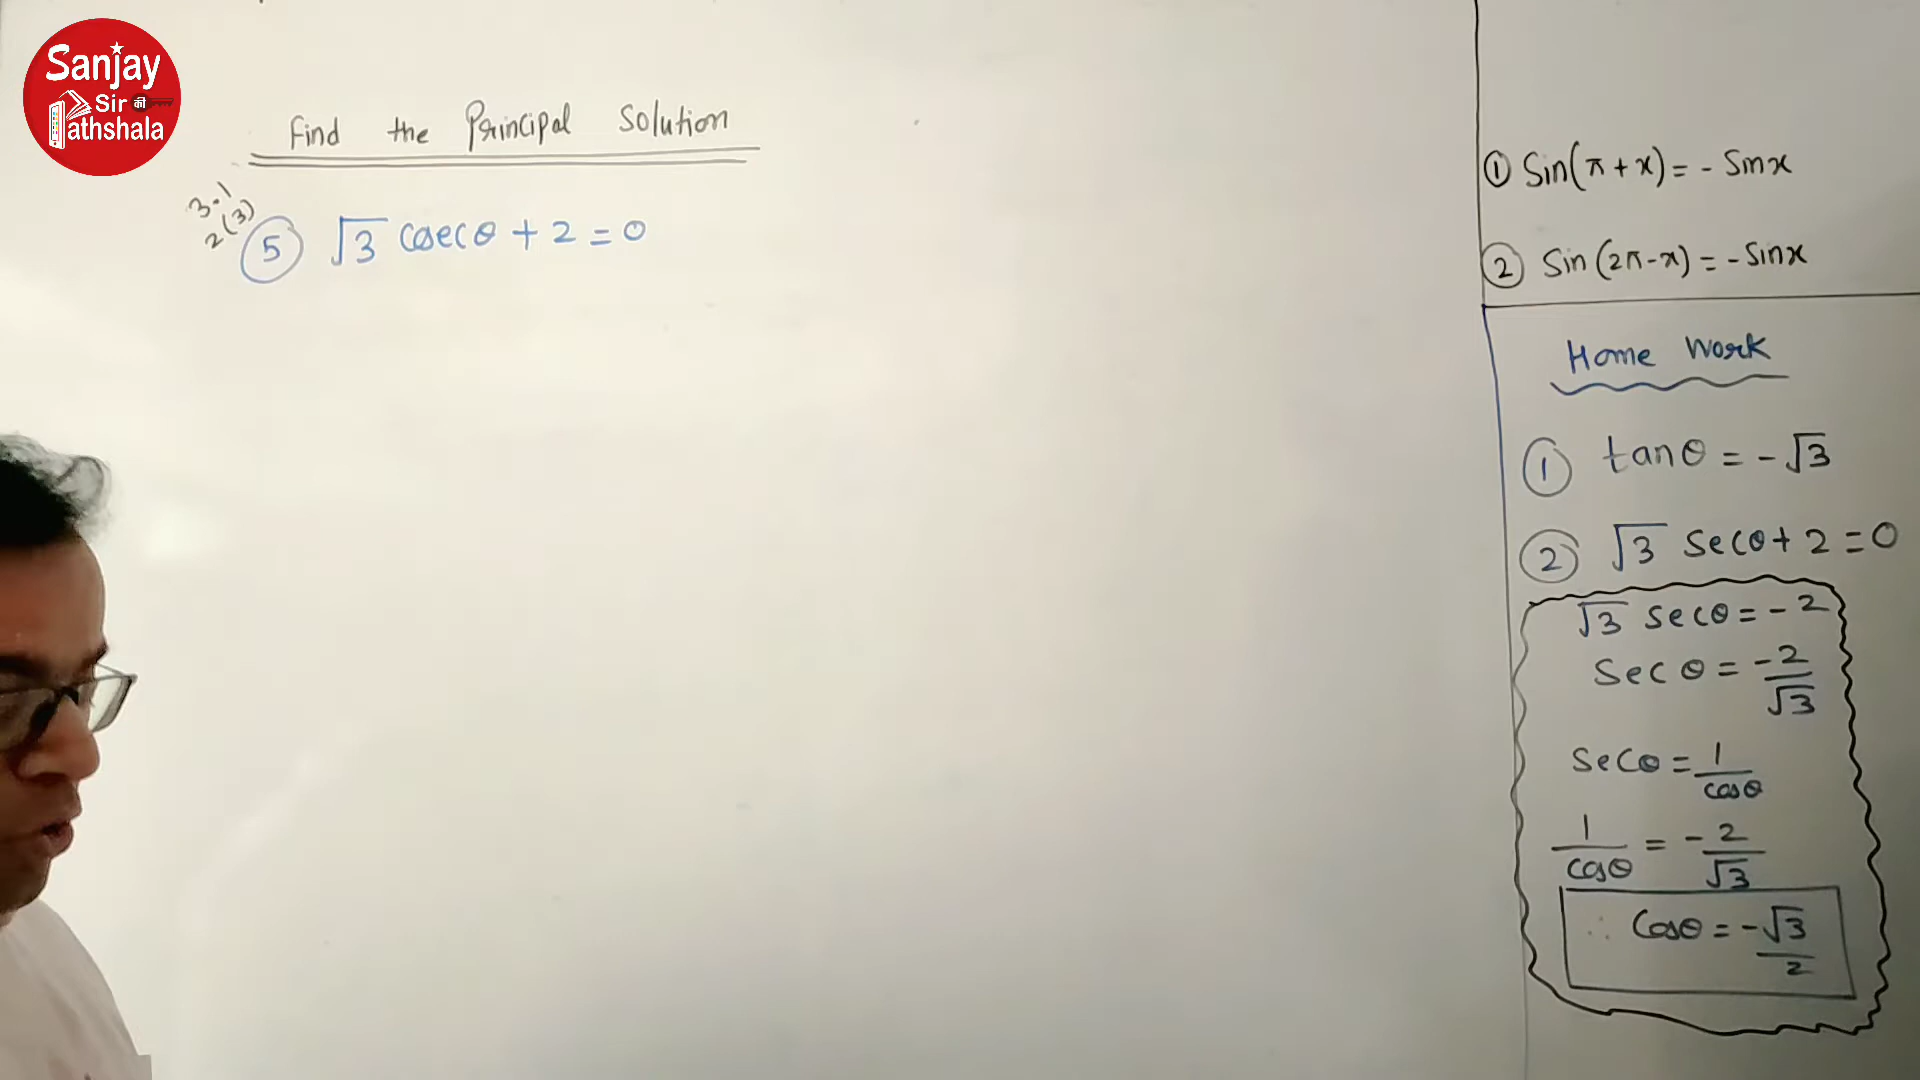 Sanjay
Sir की
Pathshala
Find the Principal Solution
3.1
2(3)
⑤ √3 cosecθ + 2 = 0
① Sin(π + x) = - Sinx
② Sin (2π - x) = - Sinx
Home Work
① tanθ = -√3
② √3 secθ + 2 = 0
√3 secθ = - 2
Sec θ = -2/√3
secθ = 1/cosθ
1/cosθ = - 2/√3
∴ Cosθ = -√3/2